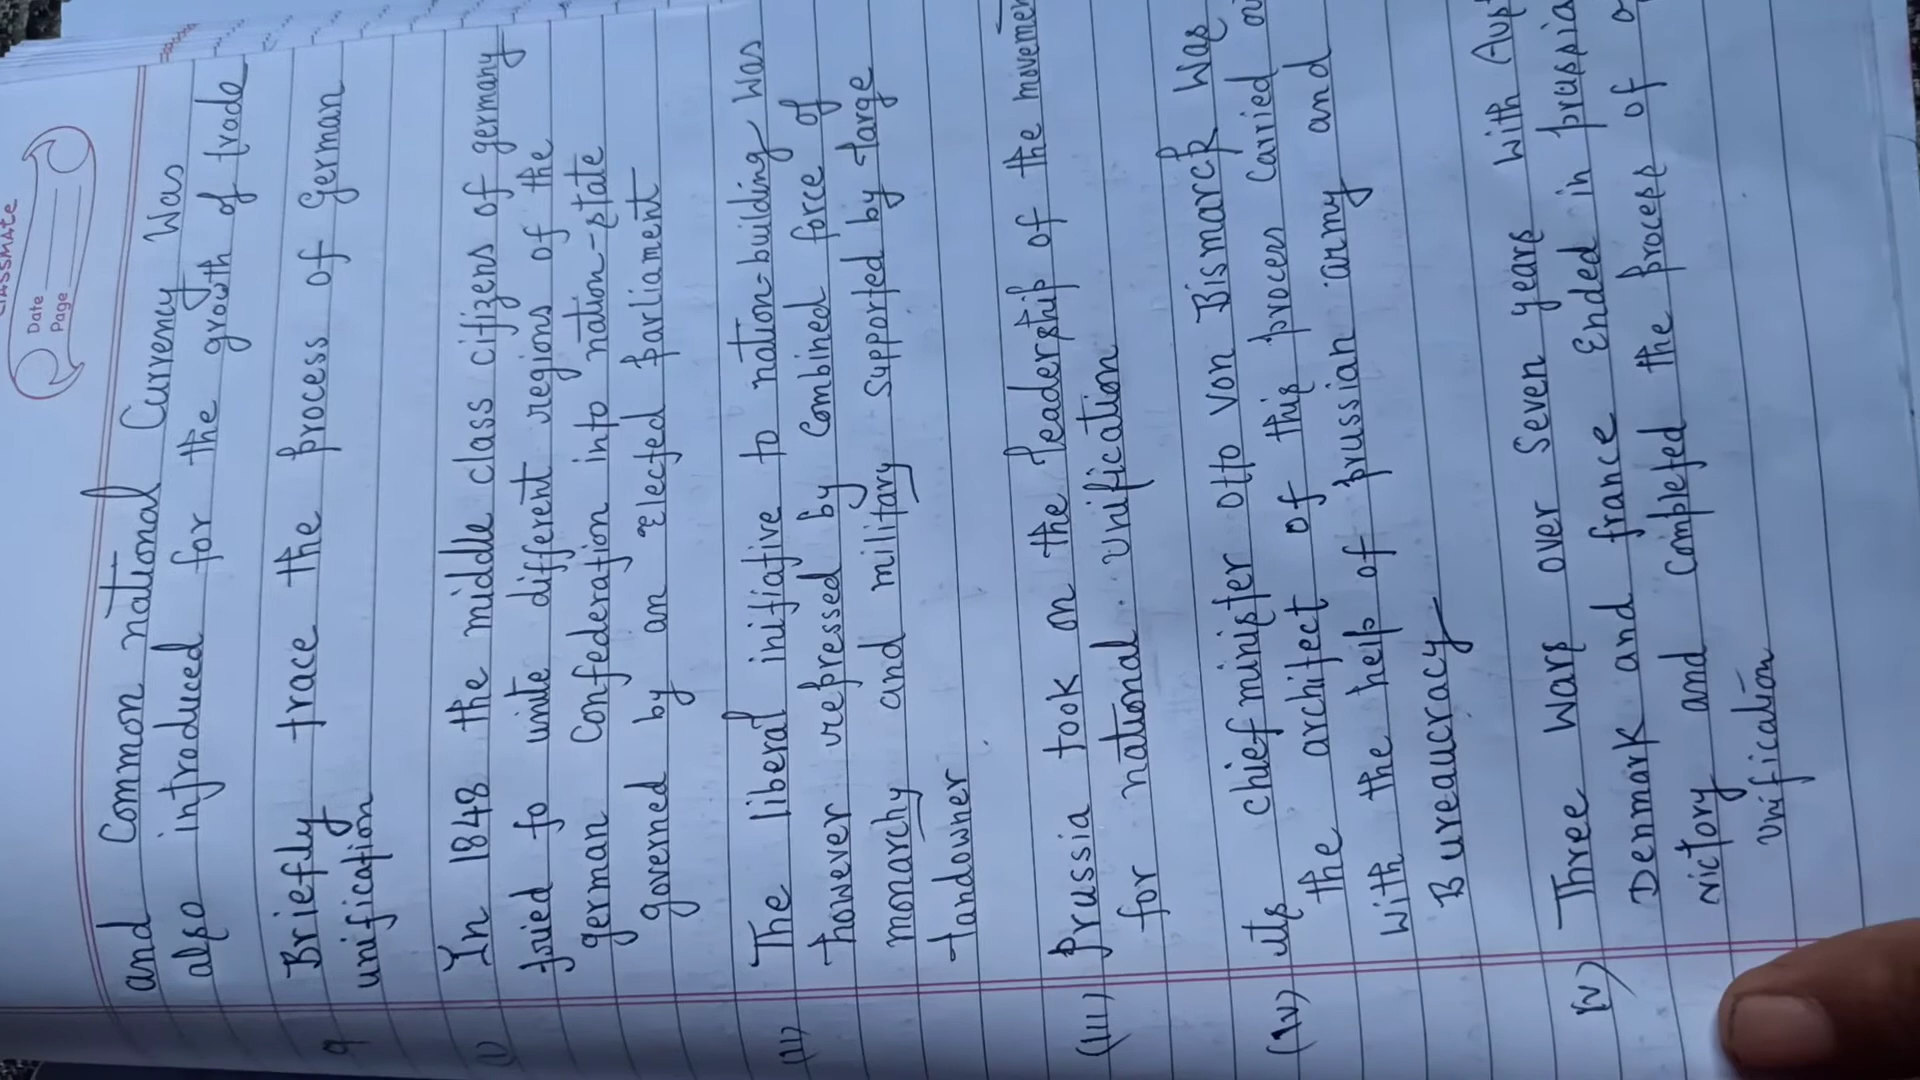 CLASSMATE
Date
Page
and Common national Currency Was
also introduced for the growth of trade
9 Briefly trace the process of German
unification
(i) In 1848 the middle class citizens of germany
tried to unite different regions of the
german Confederation into nation-state
governed by an Elected parliament
(ii) The liberal initiative to nation-building was
however repressed by Combined force of
monarchy and military supported by large
landowner
(iii) Prussia took on the leadership of the movemen
for national unification
(iv) its chief minister otto von Bismarck Was
the architect of this process Carried ou
with the help of prussian army and
Bureaucracy
(v) Three wars over Seven years with Aust
Denmark and france Ended in prussia
victory and Completed the process of
Unification